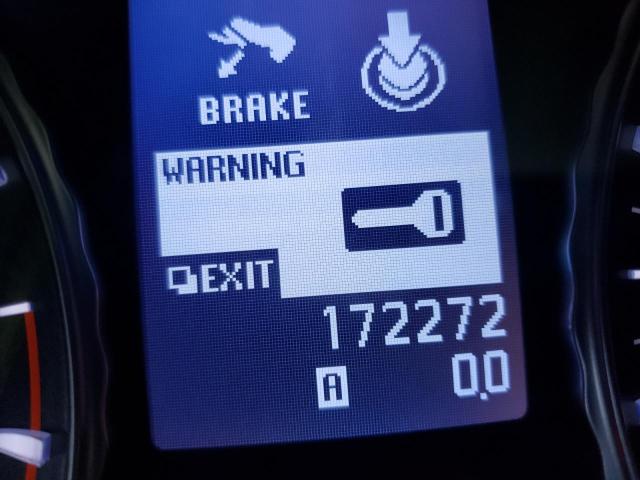 BRAKE
WARNING
EXIT
172272
A 0.0